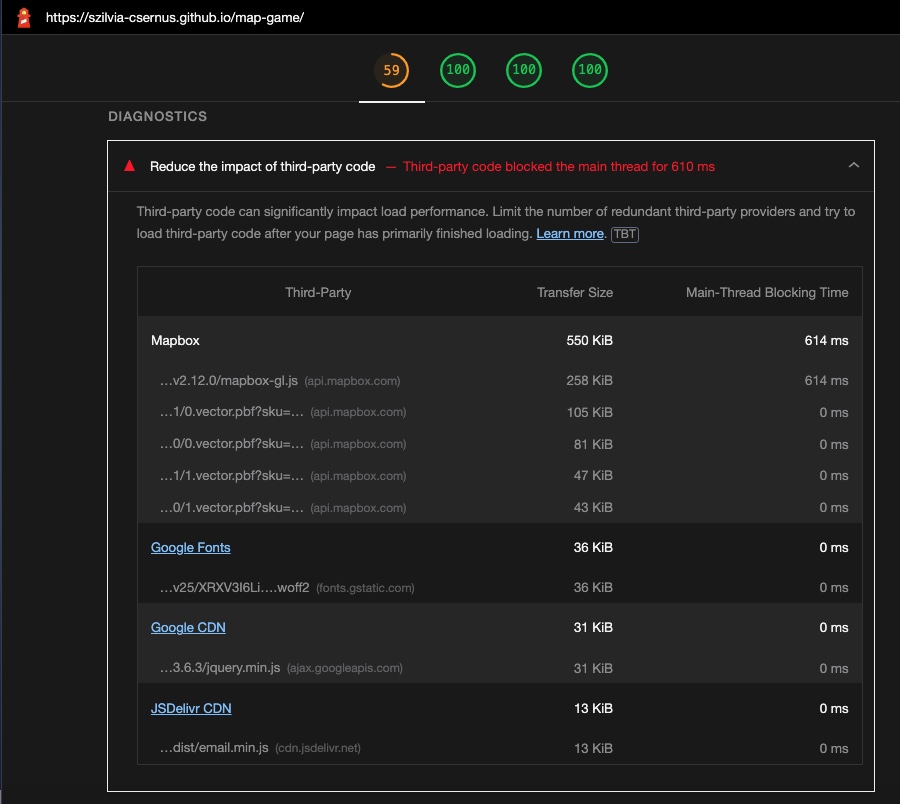 https://szilvia-csernus.github.io/map-game/
59 100 100 100
DIAGNOSTICS
Reduce the impact of third-party code — Third-party code blocked the main thread for 610 ms
Third-party code can significantly impact load performance. Limit the number of redundant third-party providers and try to
load third-party code after your page has primarily finished loading. Learn more. TBT
Third-Party Transfer Size Main-Thread Blocking Time
Mapbox 550 KiB 614 ms
…v2.12.0/mapbox-gl.js (api.mapbox.com) 258 KiB 614 ms
…1/0.vector.pbf?sku=… (api.mapbox.com) 105 KiB 0 ms
…0/0.vector.pbf?sku=… (api.mapbox.com) 81 KiB 0 ms
…1/1.vector.pbf?sku=… (api.mapbox.com) 47 KiB 0 ms
…0/1.vector.pbf?sku=… (api.mapbox.com) 43 KiB 0 ms
Google Fonts 36 KiB 0 ms
…v25/XRXV3I6Li….woff2 (fonts.gstatic.com) 36 KiB 0 ms
Google CDN 31 KiB 0 ms
…3.6.3/jquery.min.js (ajax.googleapis.com) 31 KiB 0 ms
JSDelivr CDN 13 KiB 0 ms
…dist/email.min.js (cdn.jsdelivr.net) 13 KiB 0 ms